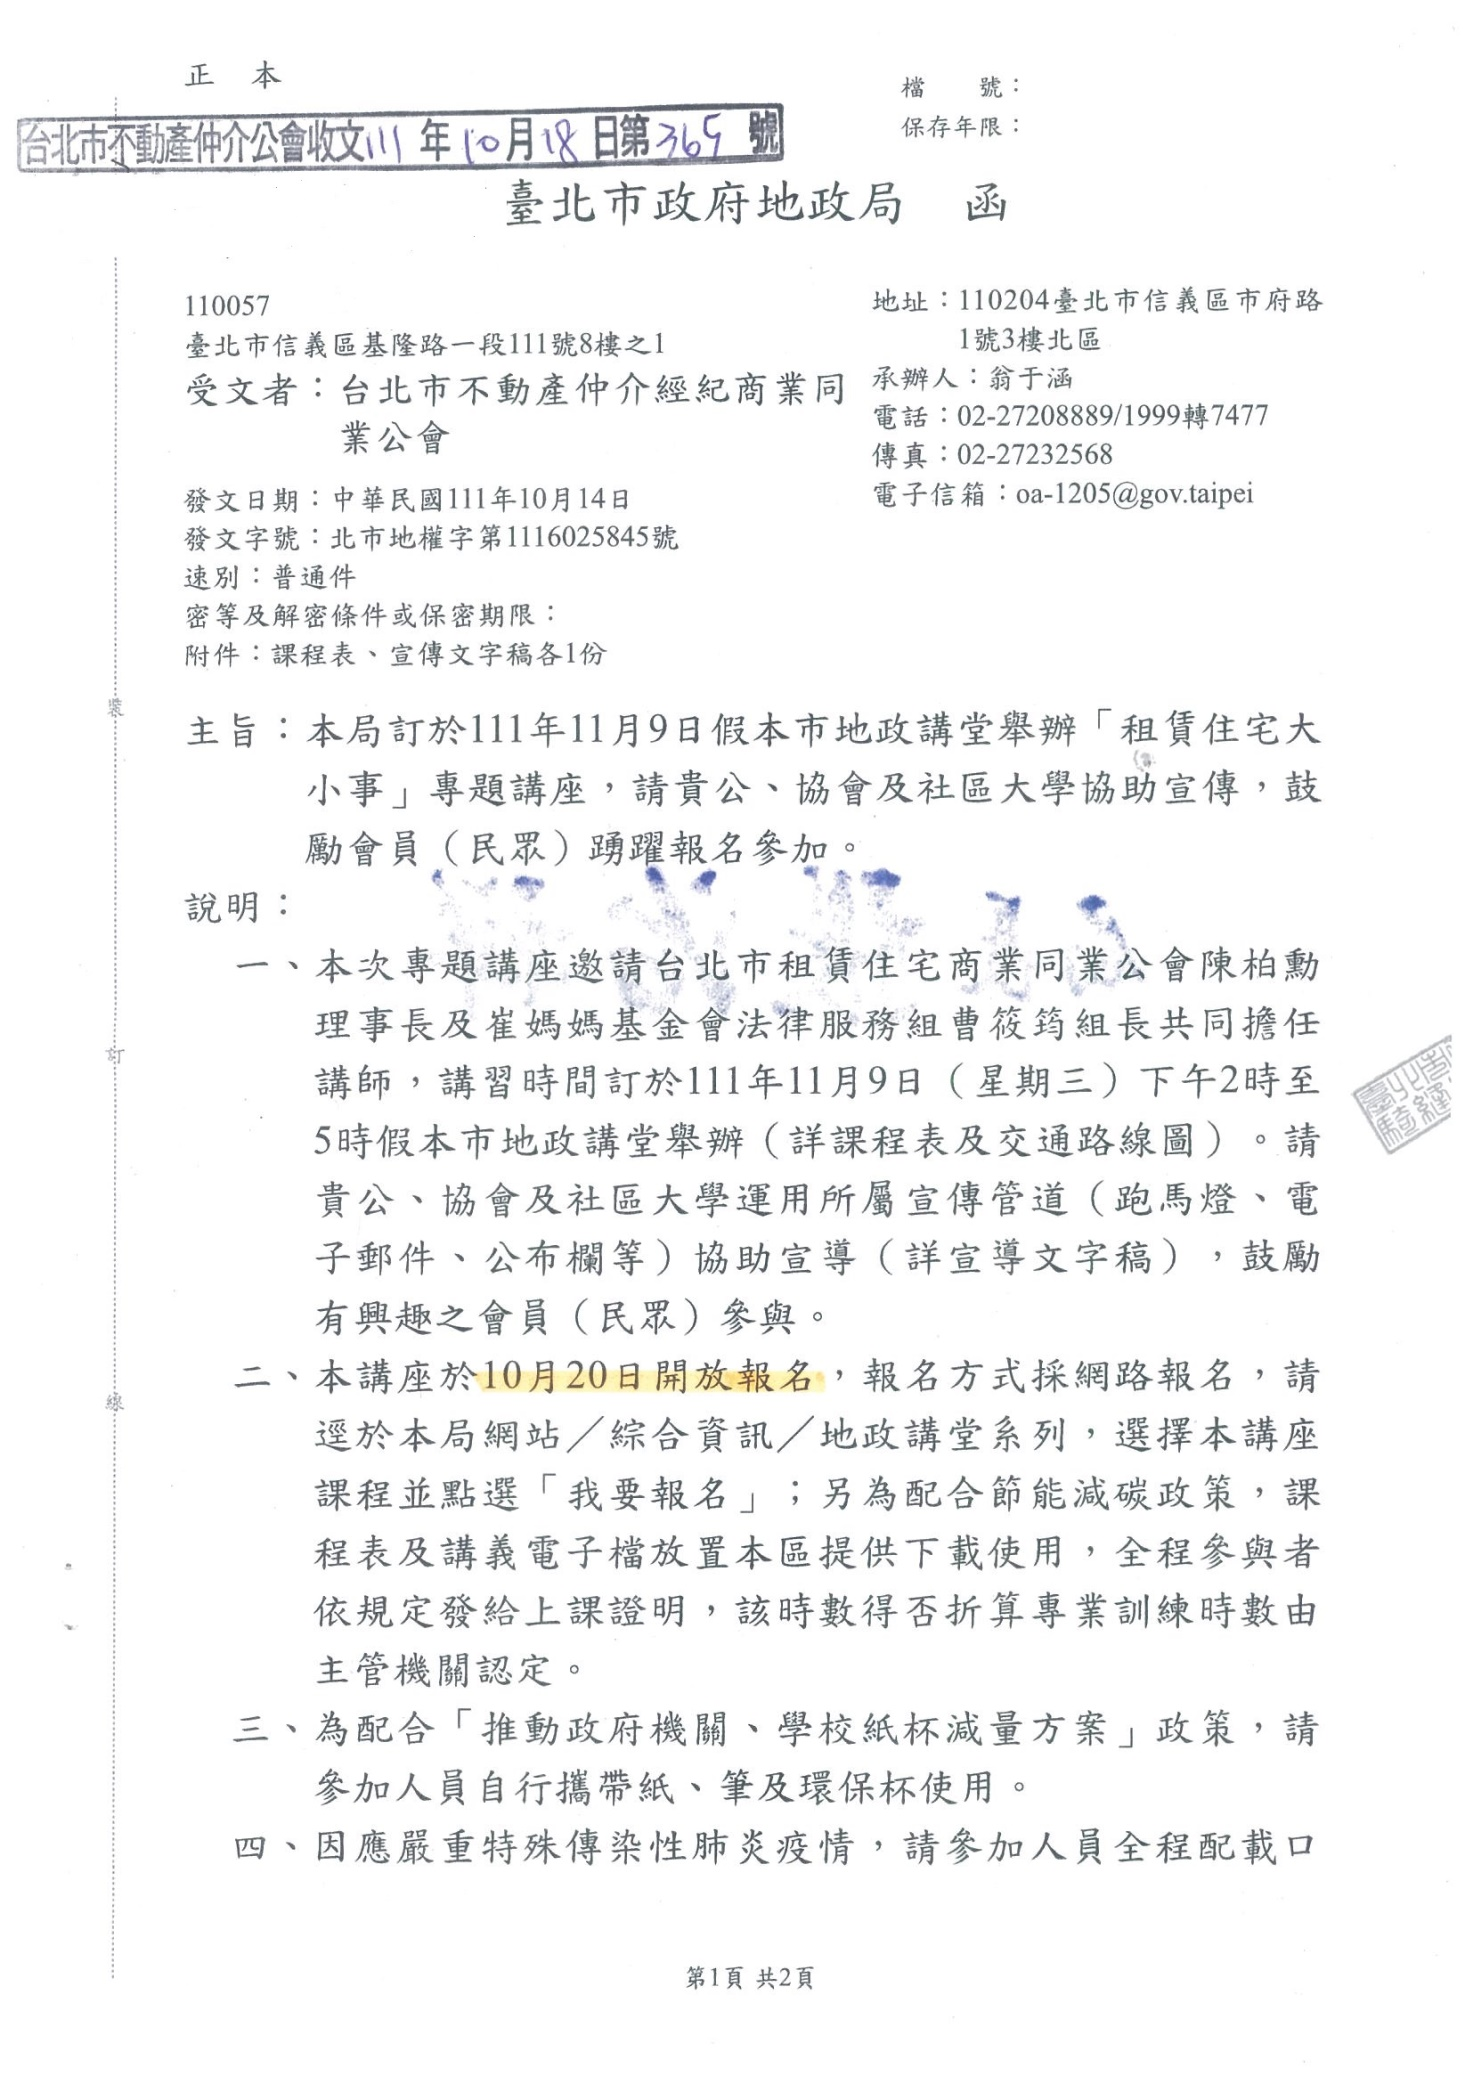 正　本
檔　　號：
保存年限：
台北市不動產仲介公會收文111年10月18日第365號
臺北市政府地政局　函
110057
臺北市信義區基隆路一段111號8樓之1
受文者：台北市不動產仲介經紀商業同
業公會
地址：110204臺北市信義區市府路
1號3樓北區
承辦人：翁于涵
電話：02-27208889/1999轉7477
傳真：02-27232568
電子信箱：oa-1205@gov.taipei
發文日期：中華民國111年10月14日
發文字號：北市地權字第1116025845號
速別：普通件
密等及解密條件或保密期限：
附件：課程表、宣傳文字稿各1份
主旨：本局訂於111年11月9日假本市地政講堂舉辦「租賃住宅大
小事」專題講座，請貴公、協會及社區大學協助宣傳，鼓
勵會員（民眾）踴躍報名參加。
說明：
一、本次專題講座邀請台北市租賃住宅商業同業公會陳柏勳
理事長及崔媽媽基金會法律服務組曹筱筠組長共同擔任
講師，講習時間訂於111年11月9日（星期三）下午2時至
5時假本市地政講堂舉辦（詳課程表及交通路線圖）。請
貴公、協會及社區大學運用所屬宣傳管道（跑馬燈、電
子郵件、公布欄等）協助宣導（詳宣導文字稿），鼓勵
有興趣之會員（民眾）參與。
二、本講座於10月20日開放報名，報名方式採網路報名，請
逕於本局網站／綜合資訊／地政講堂系列，選擇本講座
課程並點選「我要報名」；另為配合節能減碳政策，課
程表及講義電子檔放置本區提供下載使用，全程參與者
依規定發給上課證明，該時數得否折算專業訓練時數由
主管機關認定。
三、為配合「推動政府機關、學校紙杯減量方案」政策，請
參加人員自行攜帶紙、筆及環保杯使用。
四、因應嚴重特殊傳染性肺炎疫情，請參加人員全程配載口
裝
訂
線
第1頁 共2頁